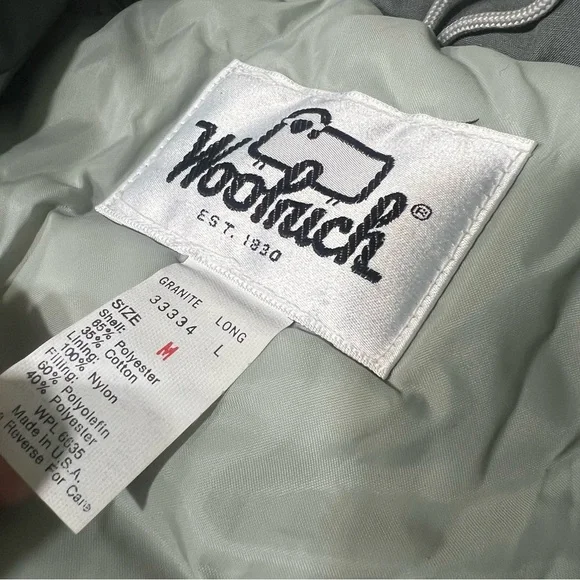 Woolrich®
EST. 1830
GRANITE LONG
33334 L
SIZE M
Shell:
65% Polyester
35% Cotton
Lining:
100% Nylon
Filling:
60% Polyolefin
40% Polyester
WPL 6635
Made In U.S.A.
Reverse For Care